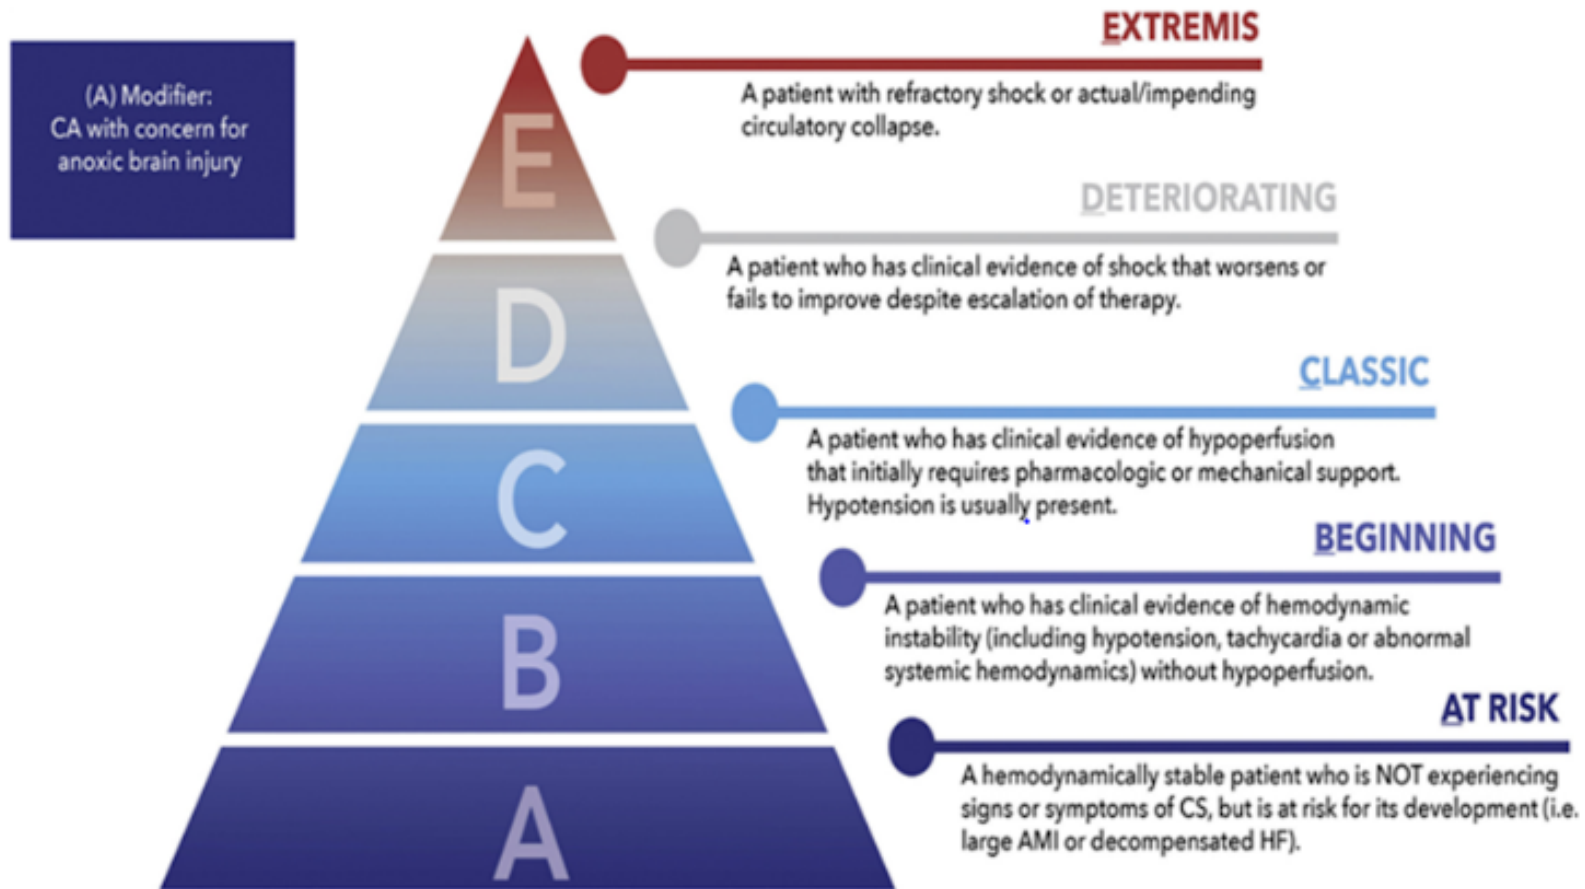 (A) Modifier:
CA with concern for
anoxic brain injury
E
EXTREMIS
A patient with refractory shock or actual/impending
circulatory collapse.
D
DETERIORATING
A patient who has clinical evidence of shock that worsens or
fails to improve despite escalation of therapy.
C
CLASSIC
A patient who has clinical evidence of hypoperfusion
that initially requires pharmacologic or mechanical support.
Hypotension is usually present.
B
BEGINNING
A patient who has clinical evidence of hemodynamic
instability (including hypotension, tachycardia or abnormal
systemic hemodynamics) without hypoperfusion.
A
AT RISK
A hemodynamically stable patient who is NOT experiencing
signs or symptoms of CS, but is at risk for its development (i.e.
large AMI or decompensated HF).